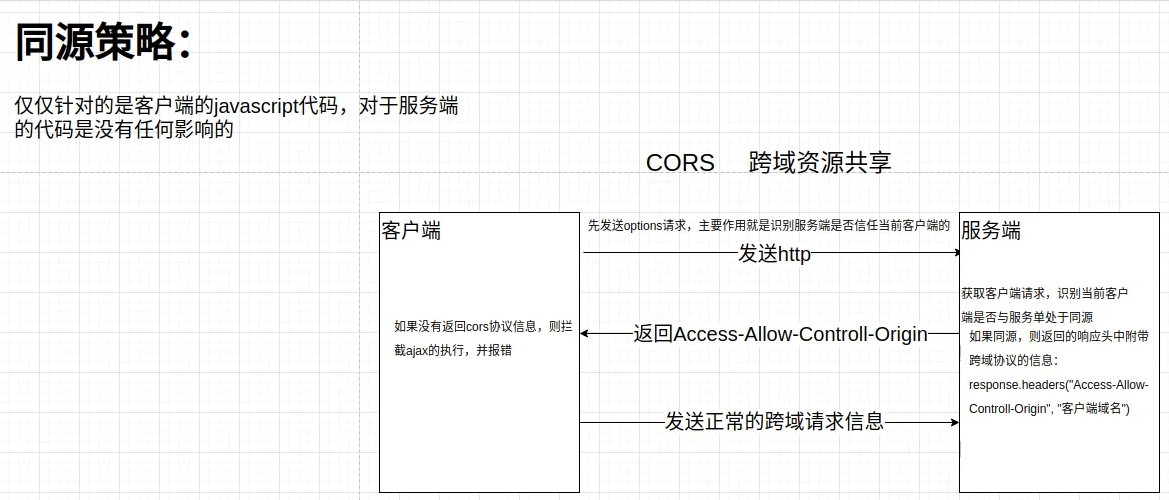 同源策略：
仅仅针对的是客户端的javascript代码，对于服务端
的代码是没有任何影响的
CORS 跨域资源共享
客户端
先发送options请求，主要作用就是识别服务端是否信任当前客户端的
服务端
发送http
获取客户端请求，识别当前客户
端是否与服务单处于同源
如果没有返回cors协议信息，则拦
截ajax的执行，并报错
返回Access-Allow-Controll-Origin
如果同源，则返回的响应头中附带
跨域协议的信息：
response.headers("Access-Allow-
Controll-Origin", "客户端域名")
发送正常的跨域请求信息